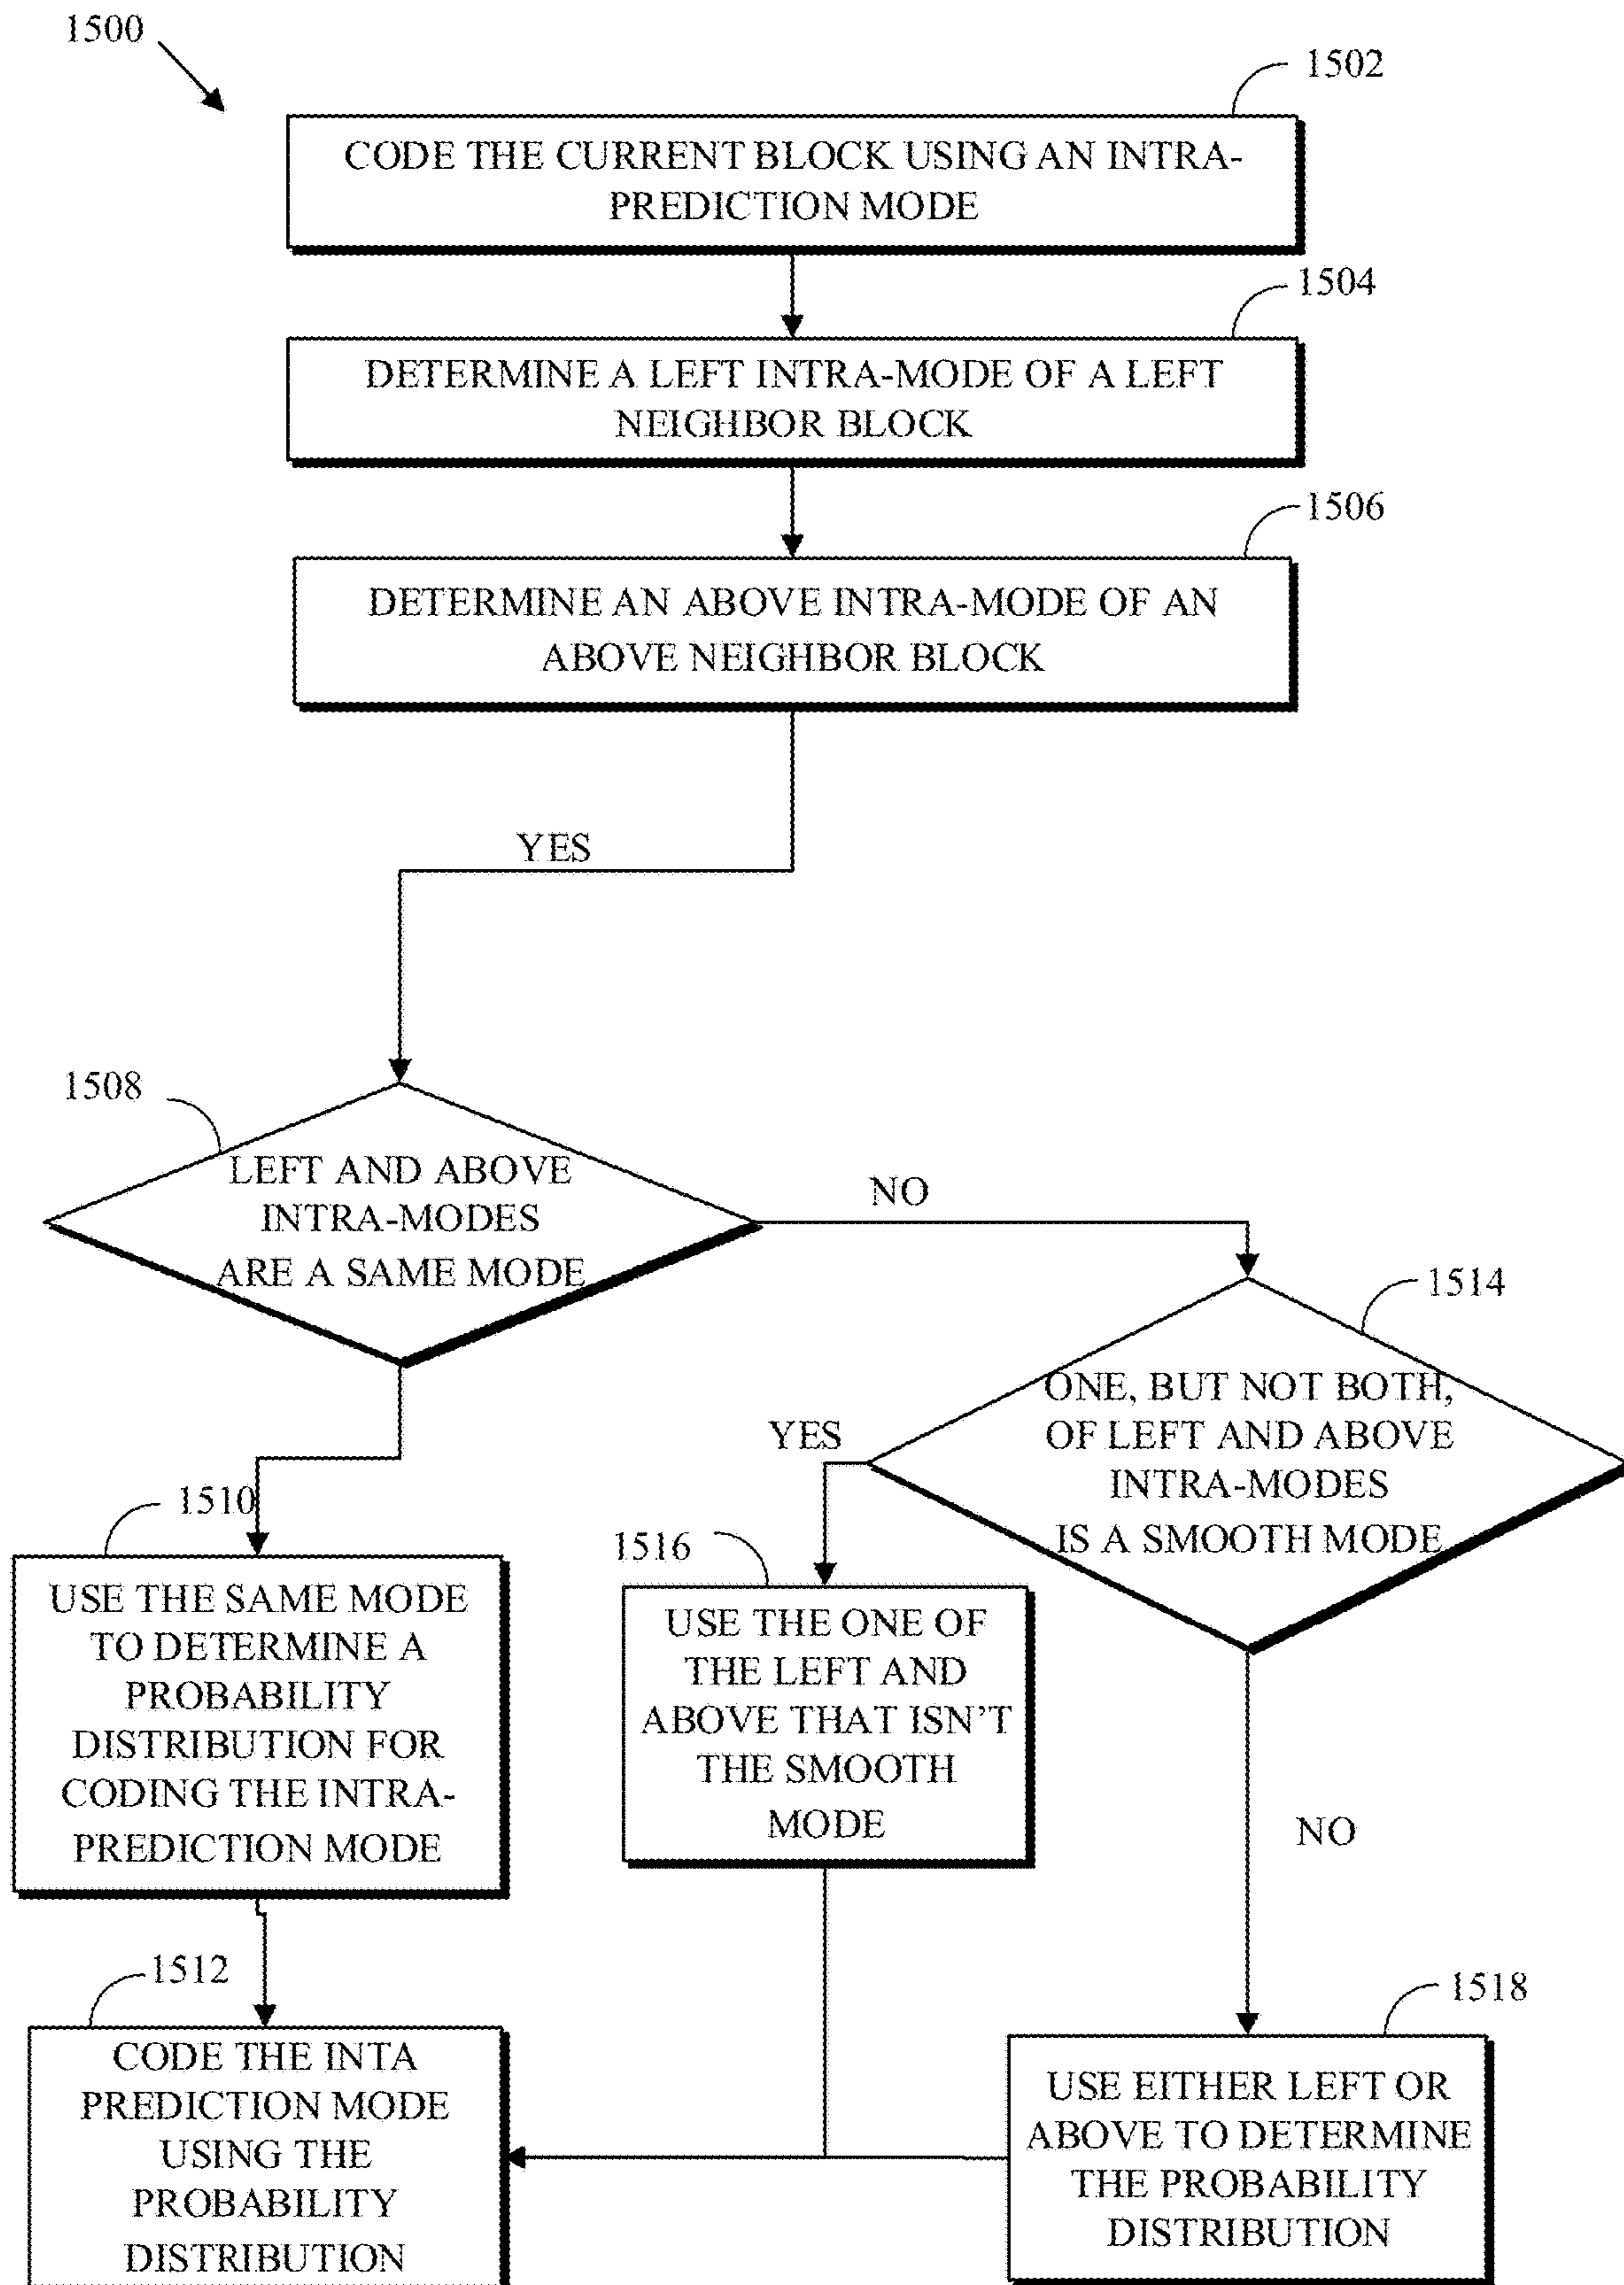 1500
1502
CODE THE CURRENT BLOCK USING AN INTRA-
PREDICTION MODE
1504
DETERMINE A LEFT INTRA-MODE OF A LEFT
NEIGHBOR BLOCK
1506
DETERMINE AN ABOVE INTRA-MODE OF AN
ABOVE NEIGHBOR BLOCK
YES
1508
LEFT AND ABOVE
INTRA-MODES
ARE A SAME MODE
NO
1514
ONE, BUT NOT BOTH,
OF LEFT AND ABOVE
INTRA-MODES
IS A SMOOTH MODE
YES
1510
USE THE SAME MODE
TO DETERMINE A
PROBABILITY
DISTRIBUTION FOR
CODING THE INTRA-
PREDICTION MODE
1516
USE THE ONE OF
THE LEFT AND
ABOVE THAT ISN'T
THE SMOOTH
MODE
NO
1512
CODE THE INTA
PREDICTION MODE
USING THE
PROBABILITY
DISTRIBUTION
1518
USE EITHER LEFT OR
ABOVE TO DETERMINE
THE PROBABILITY
DISTRIBUTION